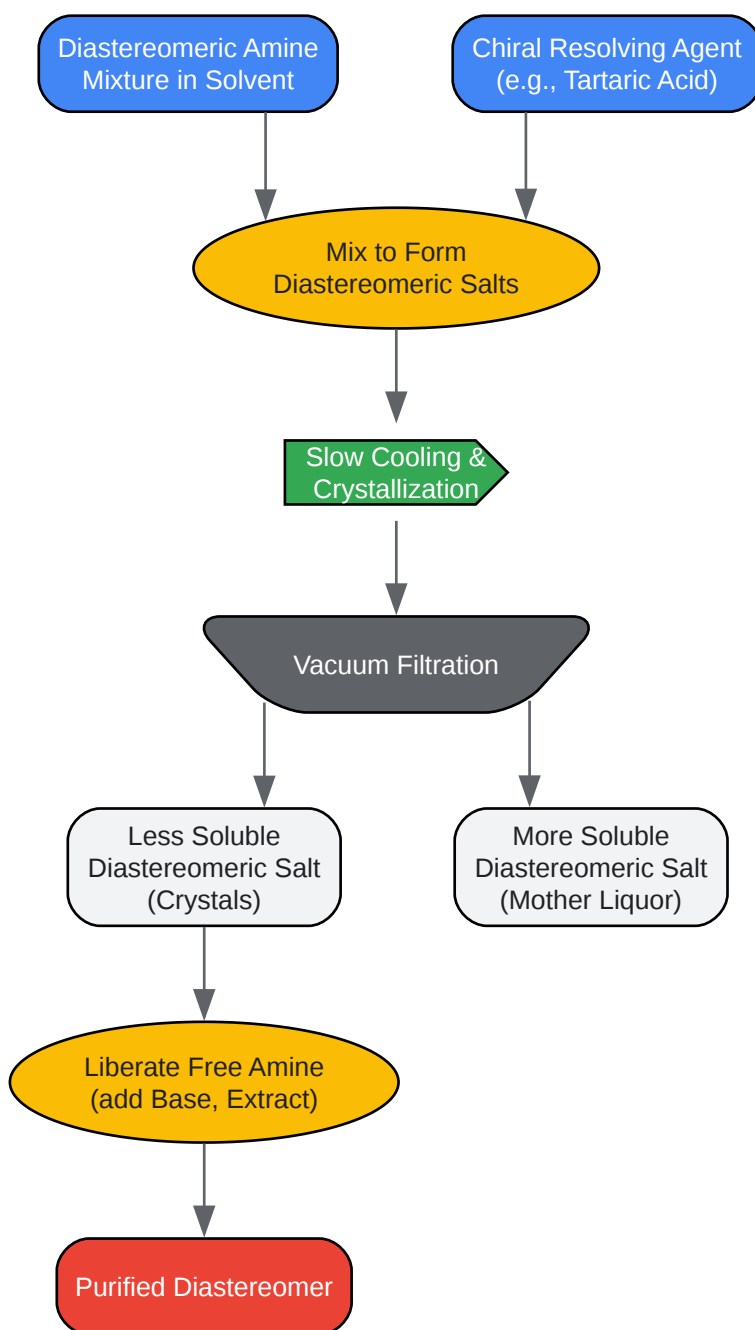 Diastereomeric Amine
Mixture in Solvent
Chiral Resolving Agent
(e.g., Tartaric Acid)
Mix to Form
Diastereomeric Salts
Slow Cooling &
Crystallization
Vacuum Filtration
Less Soluble
Diastereomeric Salt
(Crystals)
More Soluble
Diastereomeric Salt
(Mother Liquor)
Liberate Free Amine
(add Base, Extract)
Purified Diastereomer